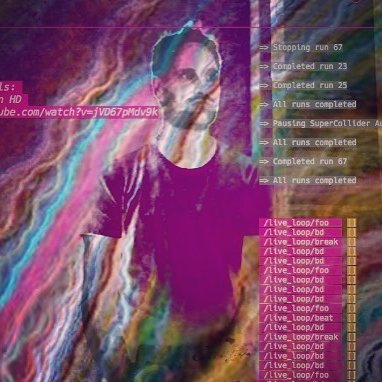 ls:
n HD
ube.com/watch?v=jVD67pMdv9k
=> Stopping run 67
=> Completed run 23
=> Completed run 25
=> All runs completed
=> Pausing SuperCollider Au
=> All runs completed
=> Completed run 67
=> All runs completed
/live_loop/foo []
/live_loop/bd []
/live_loop/break []
/live_loop/bd []
/live_loop/bd []
/live_loop/foo []
/live_loop/bd []
/live_loop/bd []
/live_loop/bd []
/live_loop/foo []
/live_loop/beat []
/live_loop/bd []
/live_loop/break []
/live_loop/bd []
/live_loop/bd []
/live_loop/bd []
/live_loop/foo []